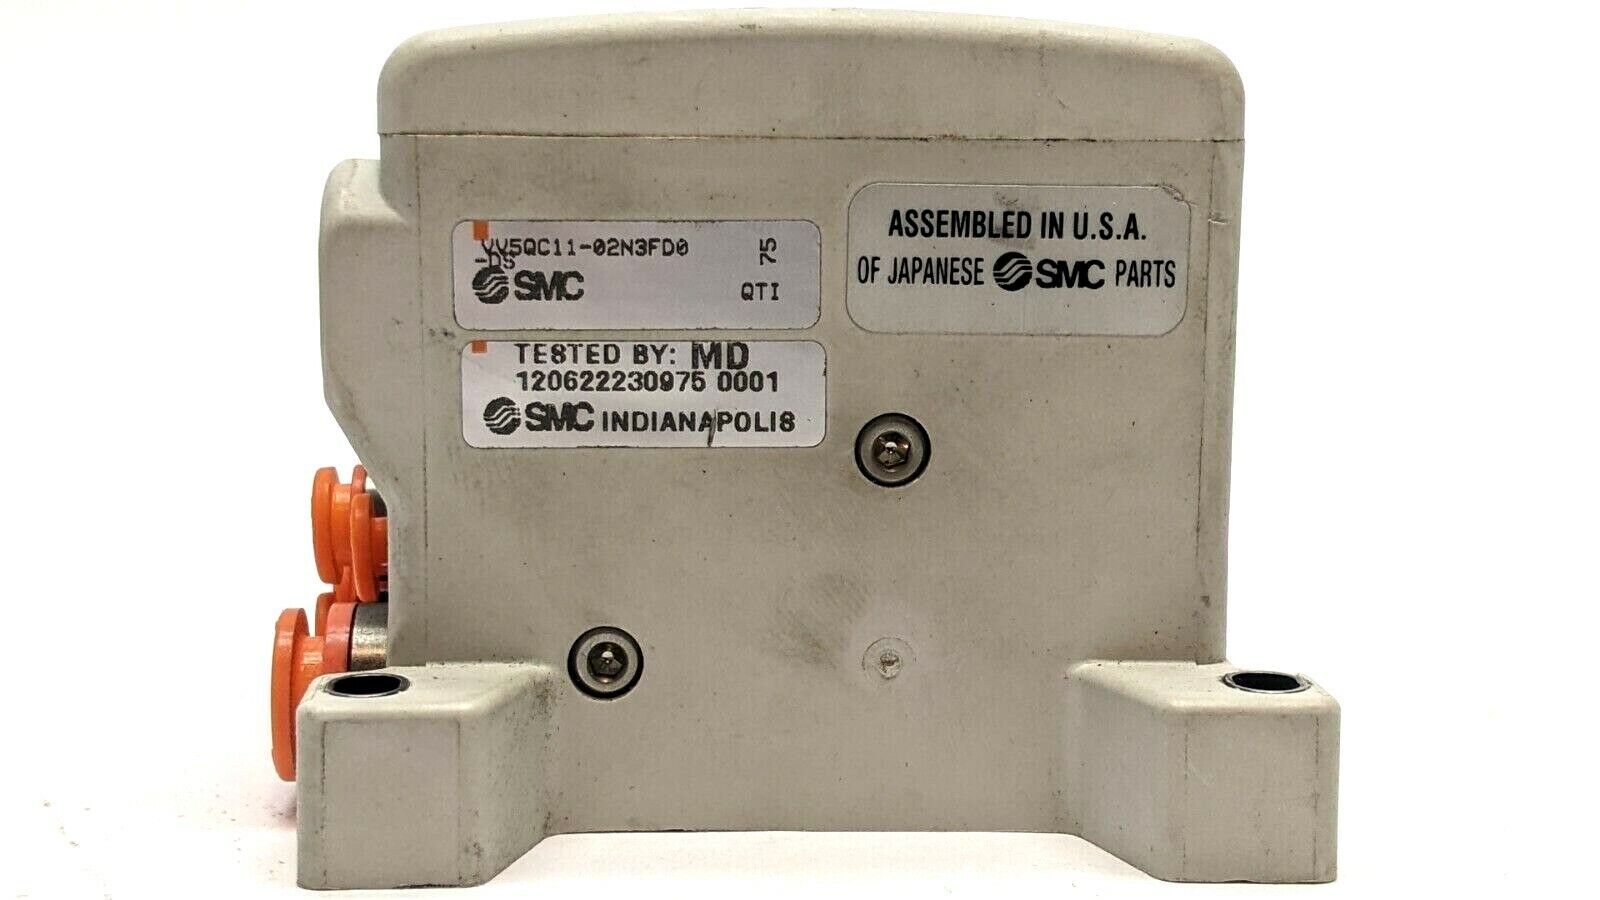 VV5QC11-02N3FD0 75
-DS
SMC QTI
TESTED BY: MD
120622230975 0001
SMC INDIANAPOLIS
ASSEMBLED IN U.S.A.
OF JAPANESE SMC PARTS